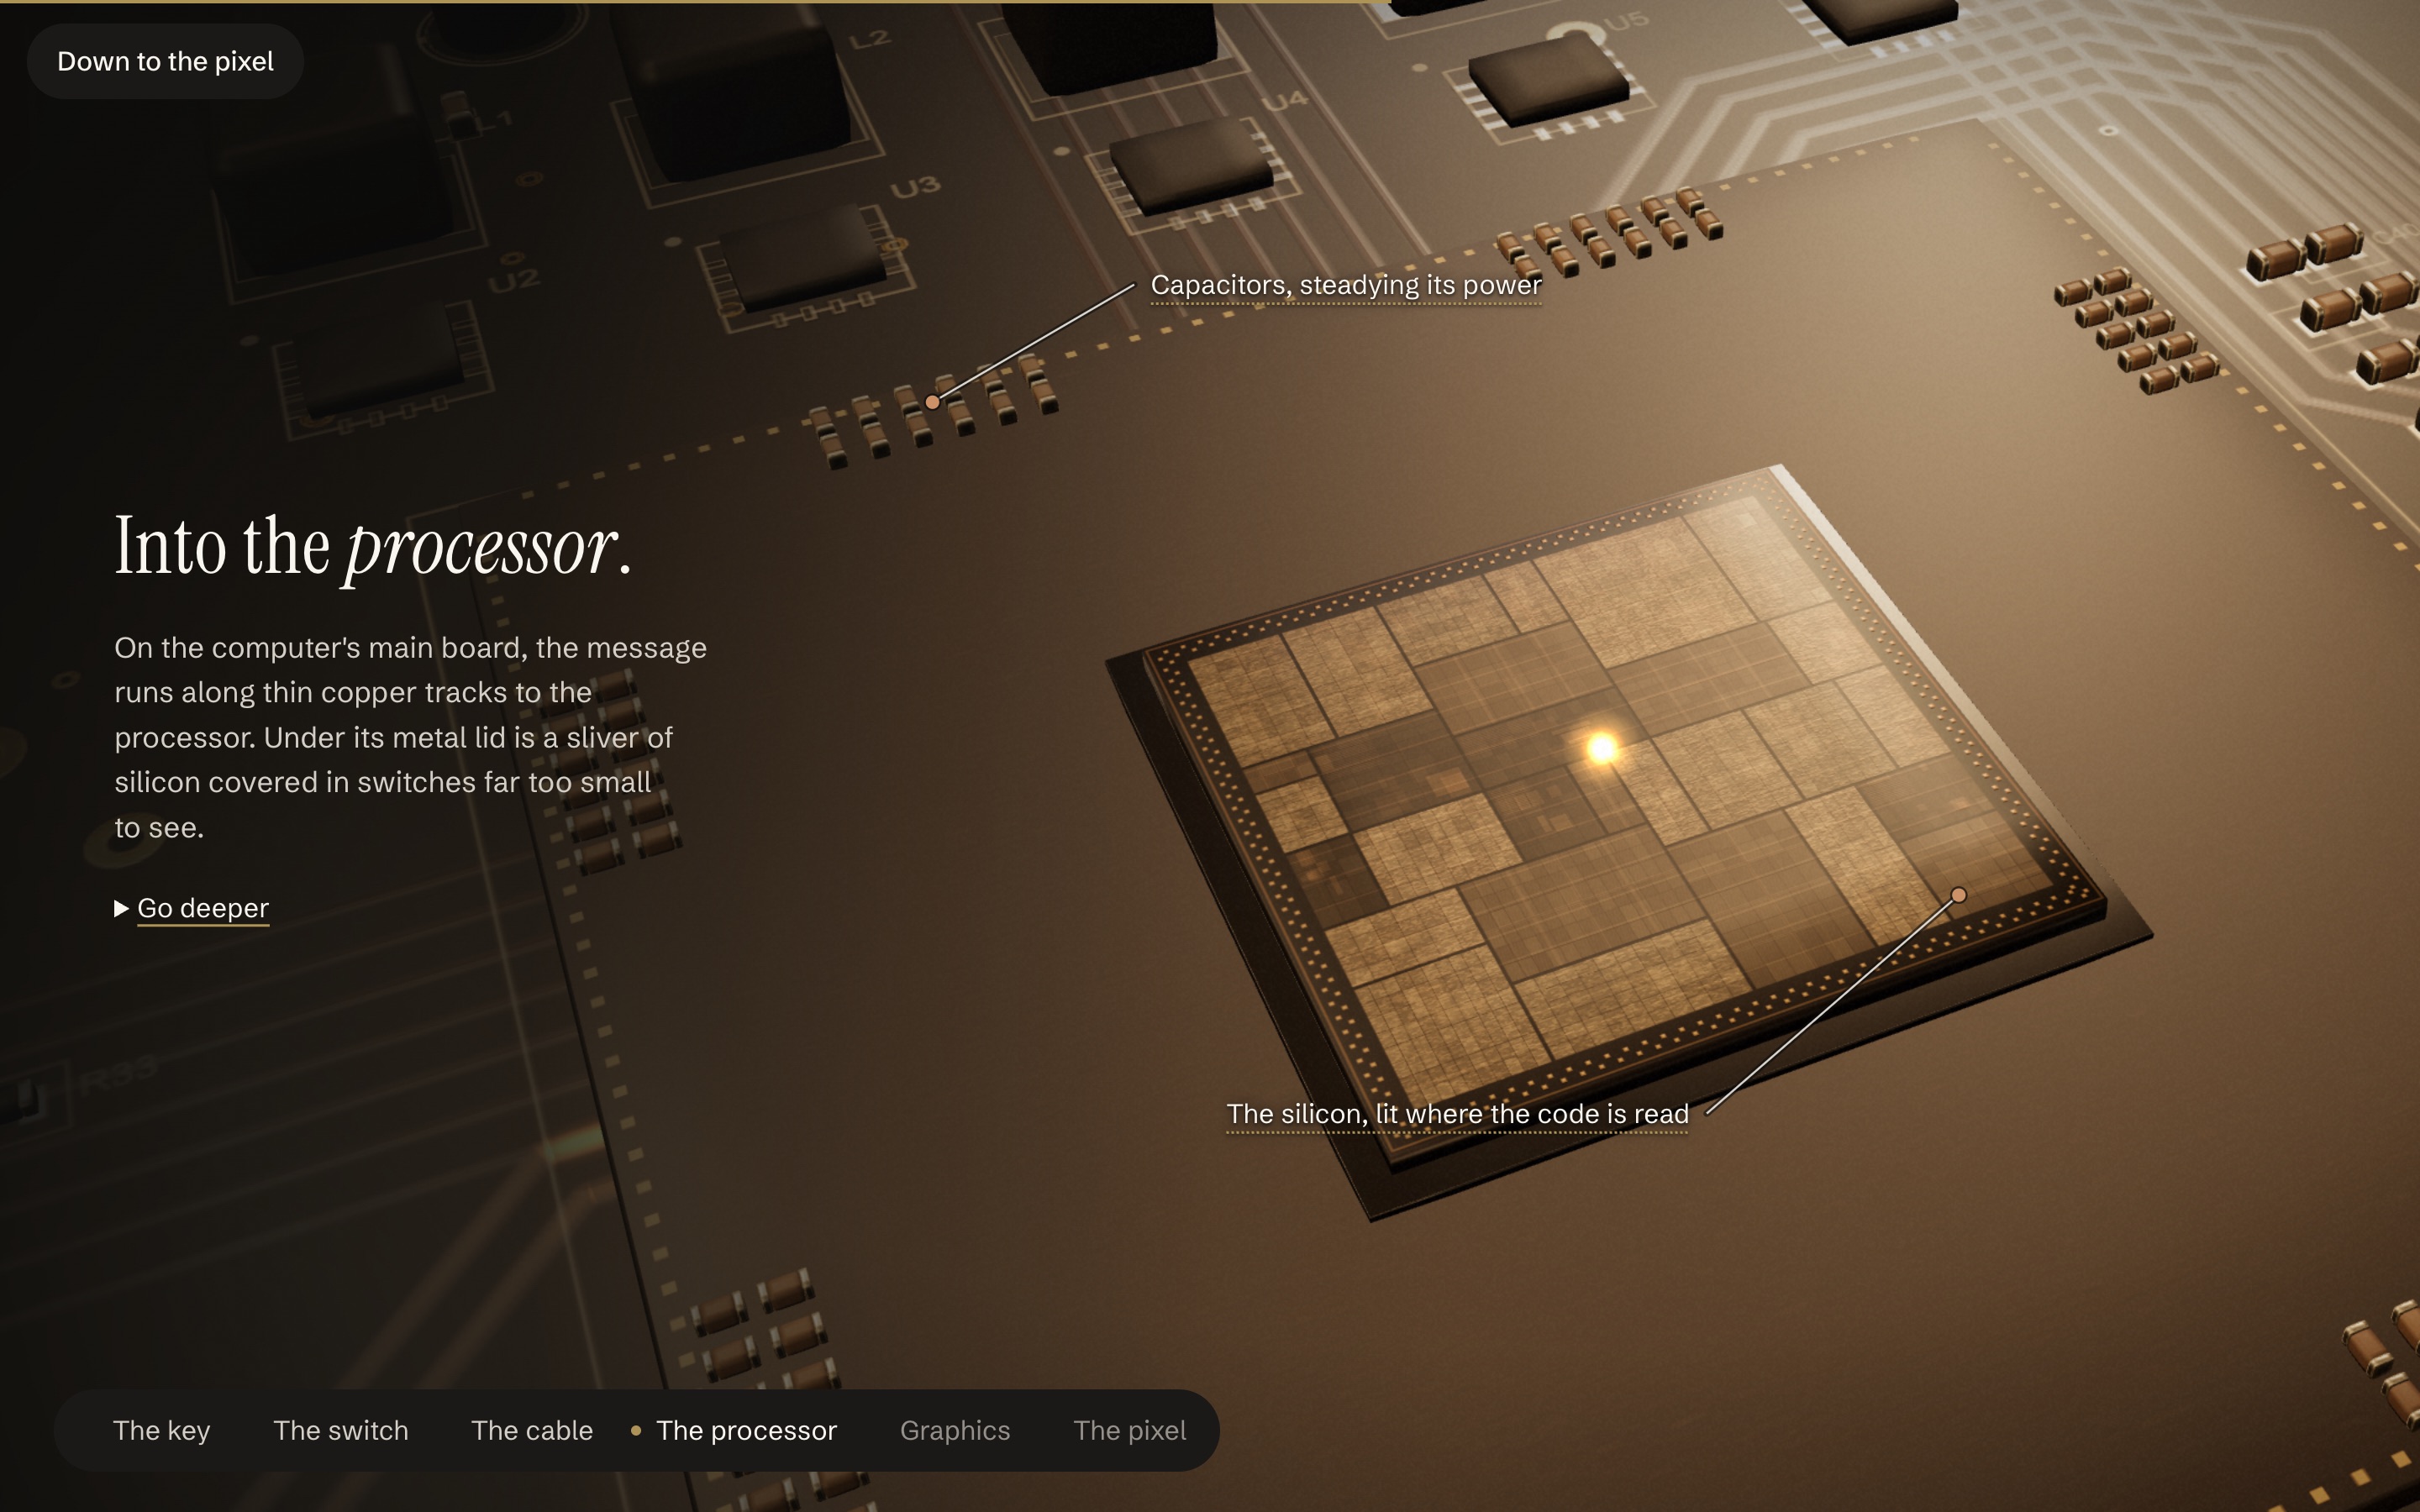 Down to the pixel
L1
L2
U2
U3
U4
U5
Capacitors, steadying its power
Into the processor.
On the computer's main board, the message
runs along thin copper tracks to the
processor. Under its metal lid is a sliver of
silicon covered in switches far too small
to see.
Go deeper
R93
The silicon, lit where the code is read
The key
The switch
The cable
The processor
Graphics
The pixel